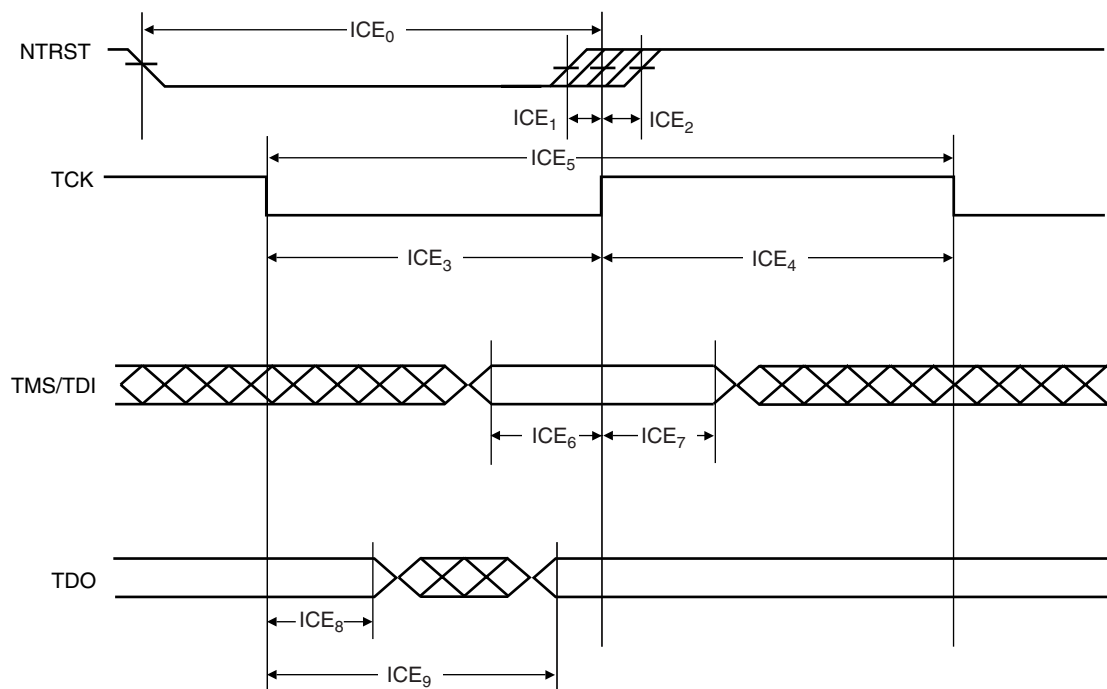 ICE₀
NTRST
ICE₁
ICE₂
ICE₅
TCK
ICE₃
ICE₄
TMS/TDI
ICE₆
ICE₇
TDO
ICE₈
ICE₉